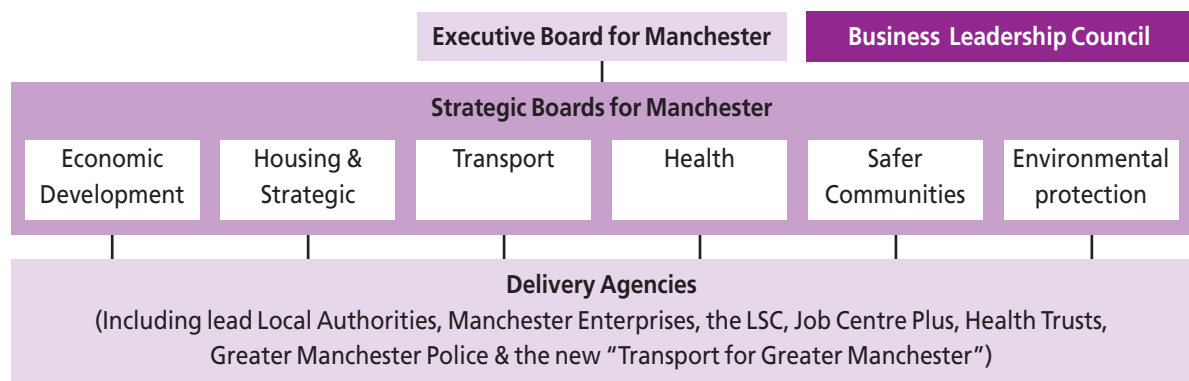 Executive Board for Manchester
Business Leadership Council
Strategic Boards for Manchester
Economic
Development
Housing &
Strategic
Transport
Health
Safer
Communities
Environmental
protection
Delivery Agencies
(Including lead Local Authorities, Manchester Enterprises, the LSC, Job Centre Plus, Health Trusts,
Greater Manchester Police & the new “Transport for Greater Manchester”)